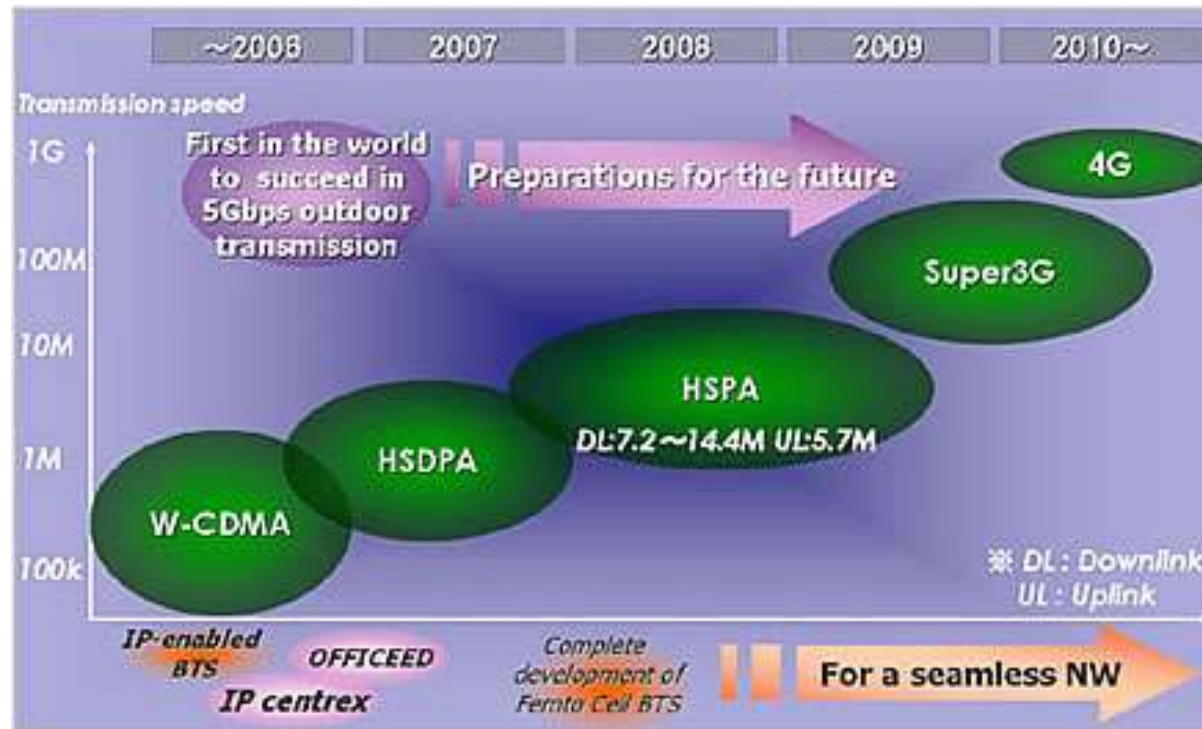 ~2006
2007
2008
2009
2010~
Transmission speed
1G
100M
10M
1M
100k
First in the world
to succeed in
5Gbps outdoor
transmission
Preparations for the future
4G
Super3G
HSPA
DL:7.2~14.4M UL:5.7M
HSDPA
W-CDMA
※ DL : Downlink
UL : Uplink
IP-enabled
BTS
OFFICEED
IP centrex
Complete
development of
Femto Cell BTS
For a seamless NW